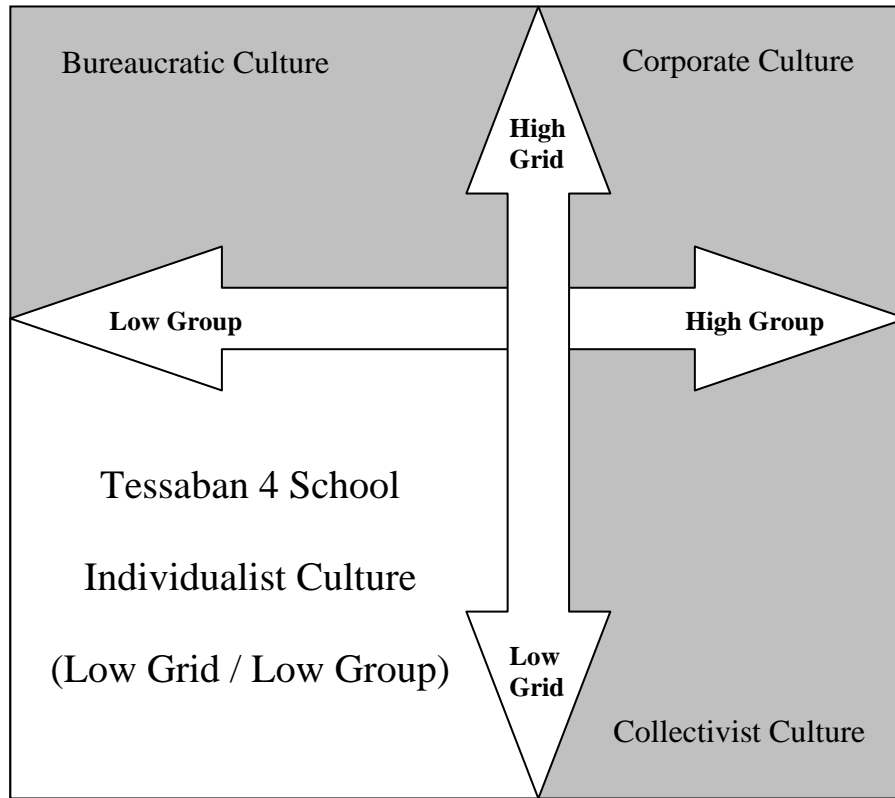 Bureaucratic Culture
Corporate Culture
High
Grid
Low Group
High Group
Tessaban 4 School
Individualist Culture
(Low Grid / Low Group)
Low
Grid
Collectivist Culture